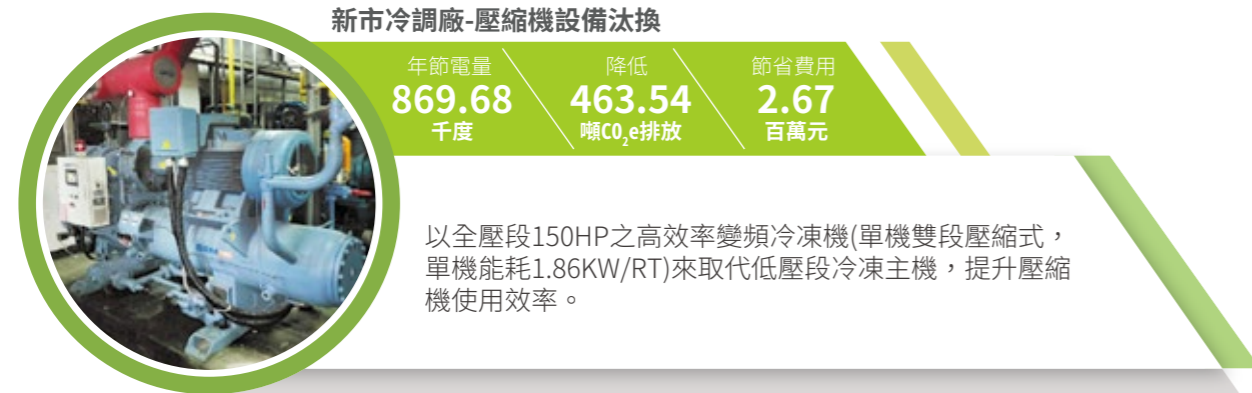 新市冷調廠-壓縮機設備汰換
年節電量
869.68
千度
降低
463.54
噸CO₂e排放
節省費用
2.67
百萬元
以全壓段150HP之高效率變頻冷凍機(單機雙段壓縮式，
單機能耗1.86KW/RT)來取代低壓段冷凍主機，提升壓縮
機使用效率。